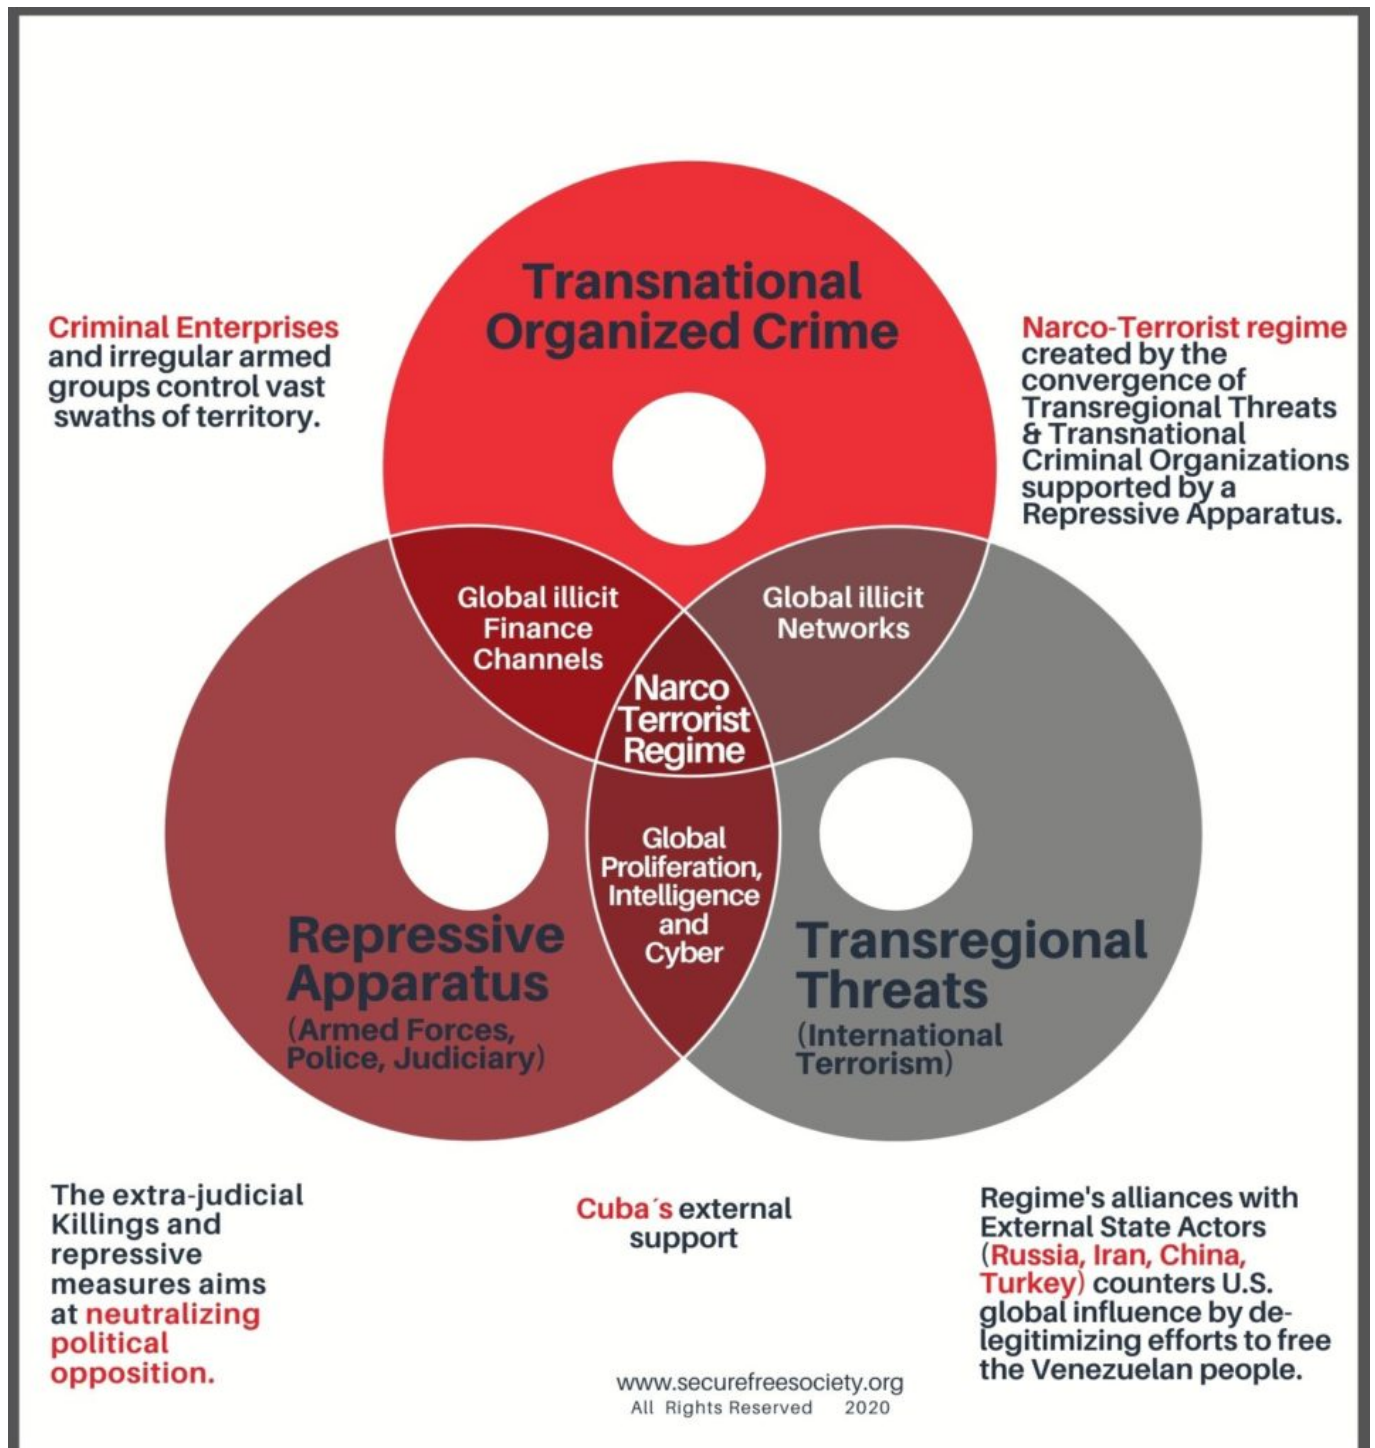 Transnational
Organized Crime
Criminal Enterprises
and irregular armed
groups control vast
swaths of territory.
Narco-Terrorist regime
created by the
convergence of
Transregional Threats
& Transnational
Criminal Organizations
supported by a
Repressive Apparatus.
Global illicit
Finance
Channels
Global illicit
Networks
Narco
Terrorist
Regime
Global
Proliferation,
Intelligence
and
Cyber
Repressive
Apparatus
(Armed Forces,
Police, Judiciary)
Transregional
Threats
(International
Terrorism)
The extra-judicial
Killings and
repressive
measures aims
at neutralizing
political
opposition.
Cuba´s external
support
Regime's alliances with
External State Actors
(Russia, Iran, China,
Turkey) counters U.S.
global influence by de-
legitimizing efforts to free
the Venezuelan people.
www.securefreesociety.org
All Rights Reserved 2020